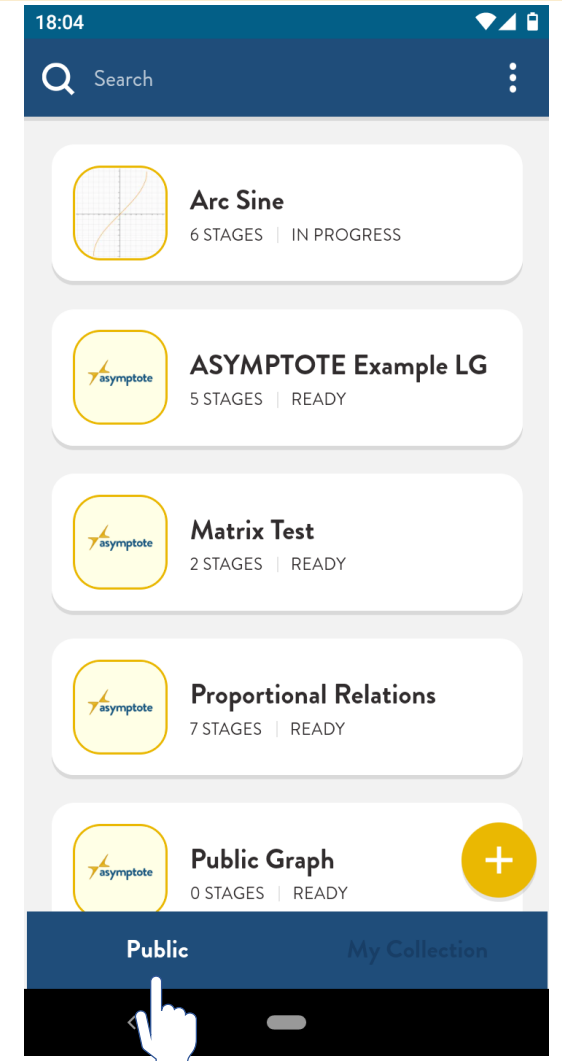 18:04
Search
Arc Sine
6 STAGES | IN PROGRESS
asymptote
ASYMPTOTE Example LG
5 STAGES | READY
asymptote
Matrix Test
2 STAGES | READY
asymptote
Proportional Relations
7 STAGES | READY
asymptote
Public Graph
0 STAGES | READY
Public My Collection